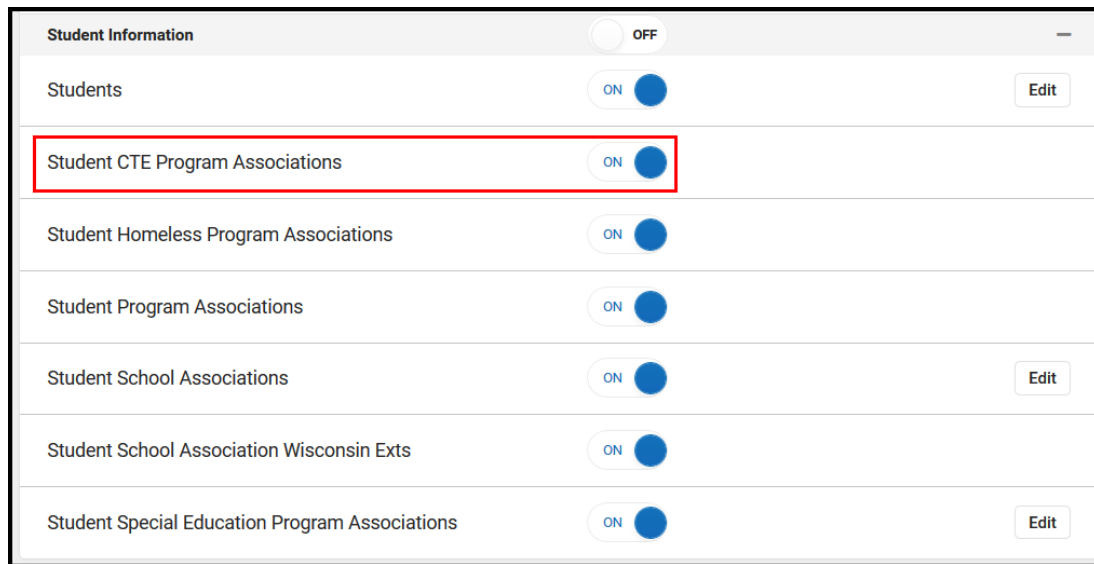 Student Information OFF
Students ON Edit
Student CTE Program Associations ON
Student Homeless Program Associations ON
Student Program Associations ON
Student School Associations ON Edit
Student School Association Wisconsin Exts ON
Student Special Education Program Associations ON Edit